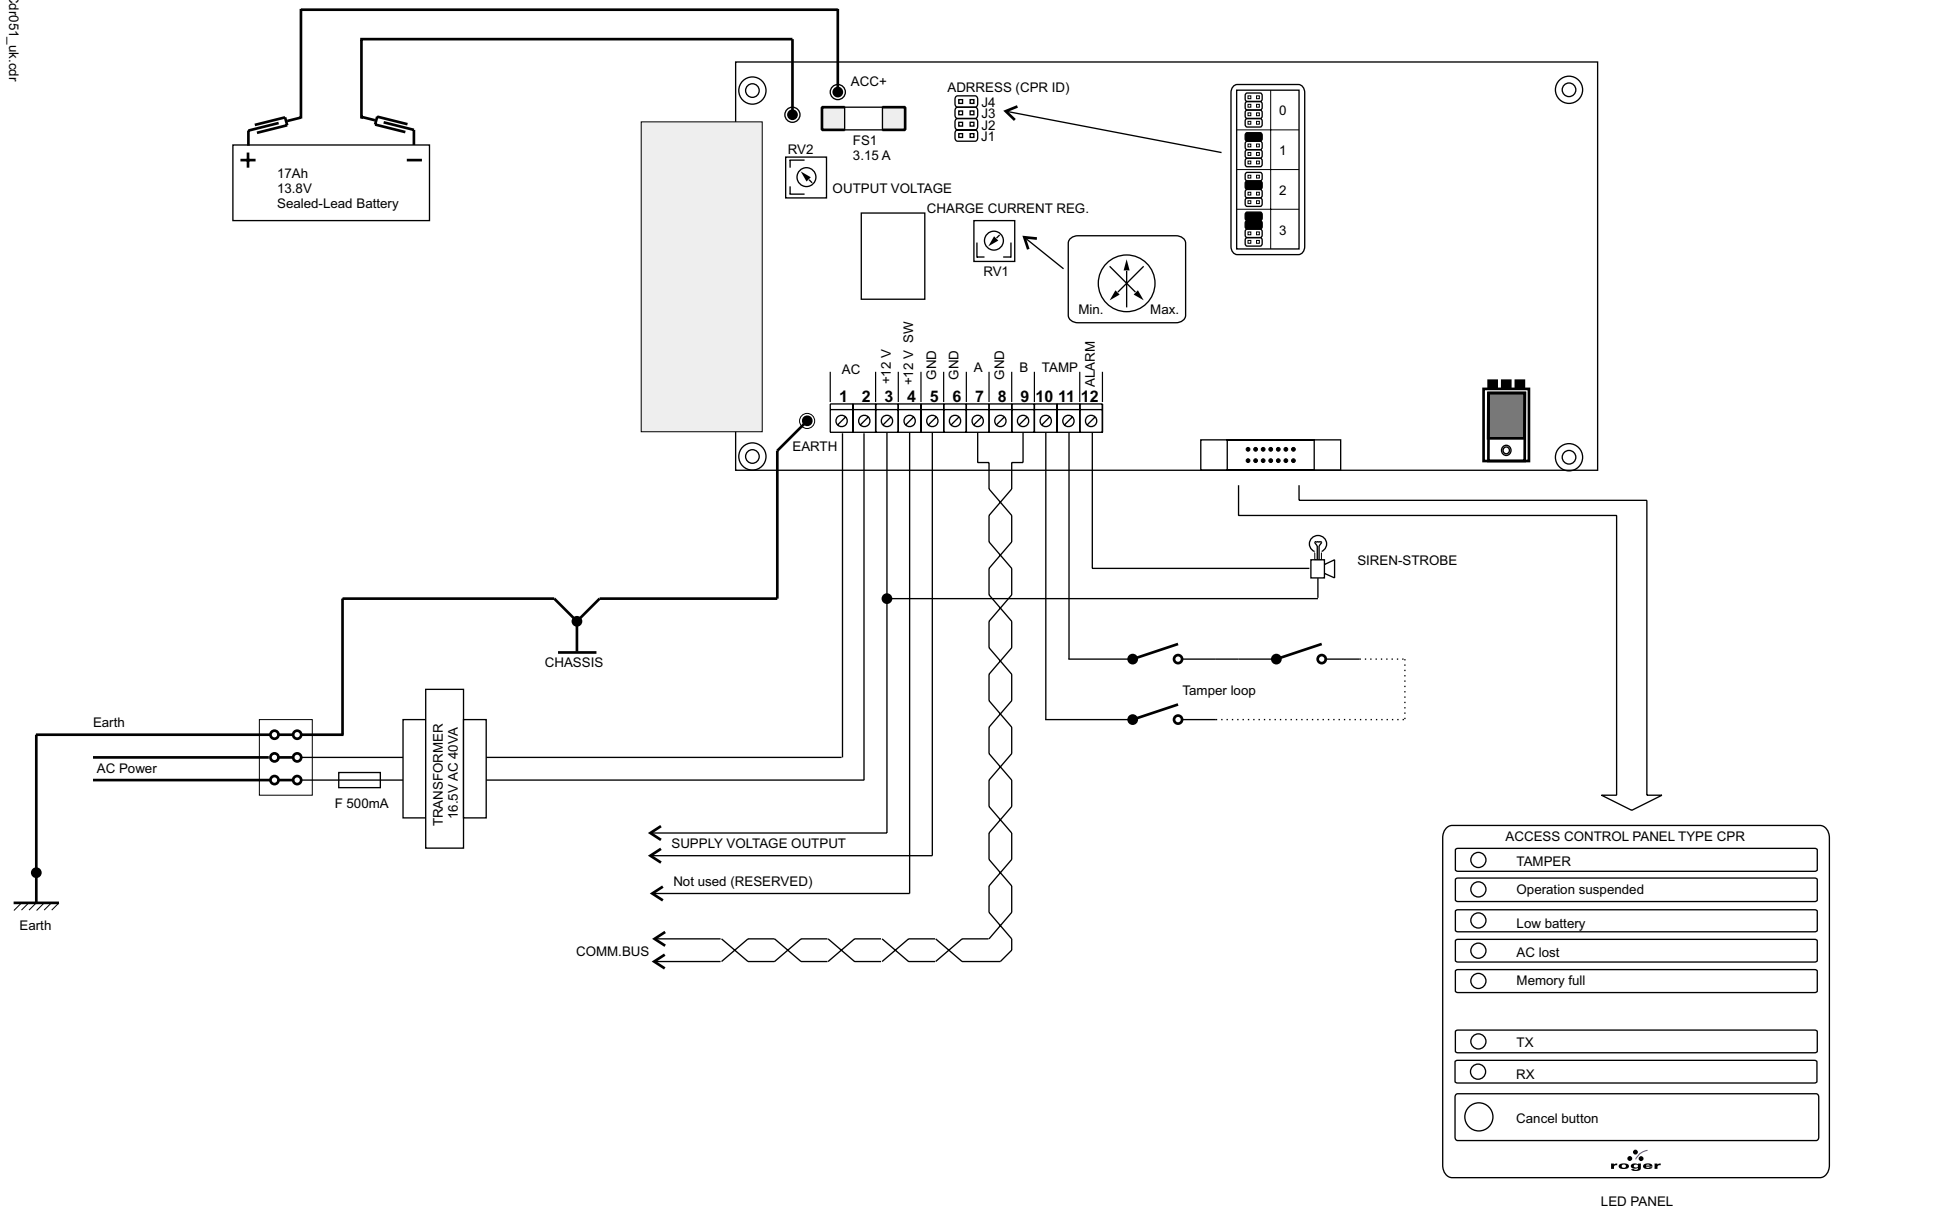 Cdr051_uk.cdr
ACC+
ADRRESS (CPR ID)
J4
J3
J2
J1
0
1
2
3
FS1
3.15 A
RV2
OUTPUT VOLTAGE
+ −
17Ah
13.8V
Sealed-Lead Battery
CHARGE CURRENT REG.
RV1
Min. Max.
AC +12 V +12 V SW GND GND A GND B TAMP ALARM
1 2 3 4 5 6 7 8 9 10 11 12
EARTH
SIREN-STROBE
CHASSIS
Tamper loop
Earth
AC Power
F 500mA
TRANSFORMER
16.5V AC 40VA
SUPPLY VOLTAGE OUTPUT
Not used (RESERVED)
COMM.BUS
Earth
ACCESS CONTROL PANEL TYPE CPR
TAMPER
Operation suspended
Low battery
AC lost
Memory full
TX
RX
Cancel button
roger
LED PANEL